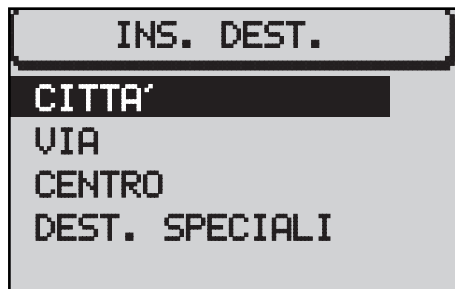 INS. DEST.
CITTA'
VIA
CENTRO
DEST. SPECIALI